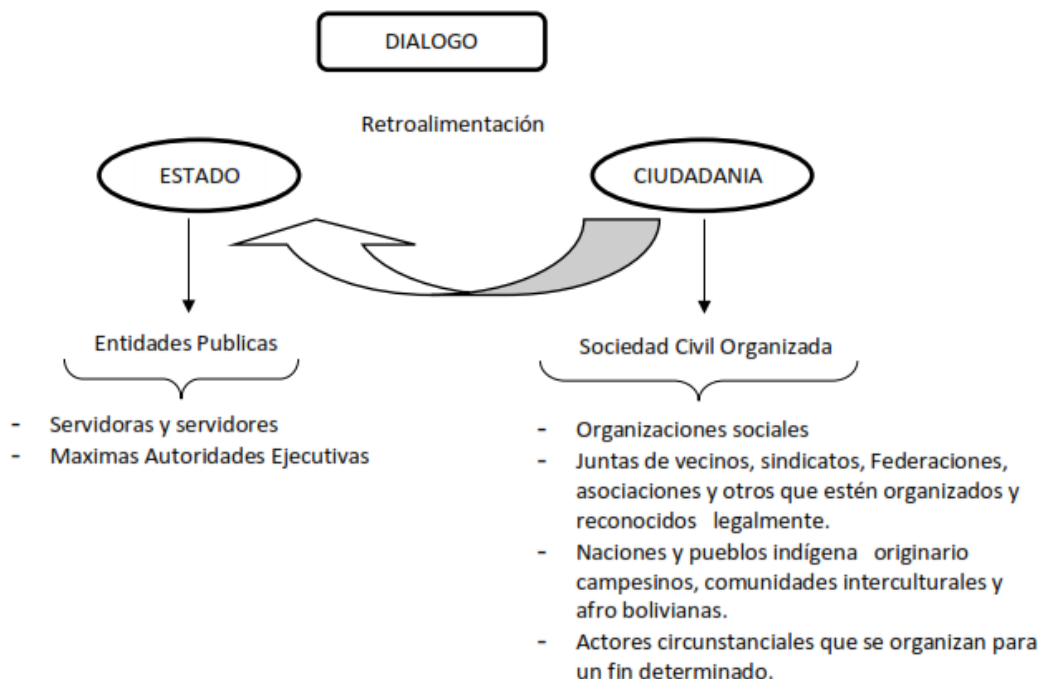 DIALOGO
Retroalimentación
ESTADO
CIUDADANIA
Entidades Publicas
- Servidoras y servidores
- Maximas Autoridades Ejecutivas
Sociedad Civil Organizada
- Organizaciones sociales
- Juntas de vecinos, sindicatos, Federaciones,
asociaciones y otros que estén organizados y
reconocidos legalmente.
- Naciones y pueblos indígena originario
campesinos, comunidades interculturales y
afro bolivianas.
- Actores circunstanciales que se organizan para
un fin determinado.